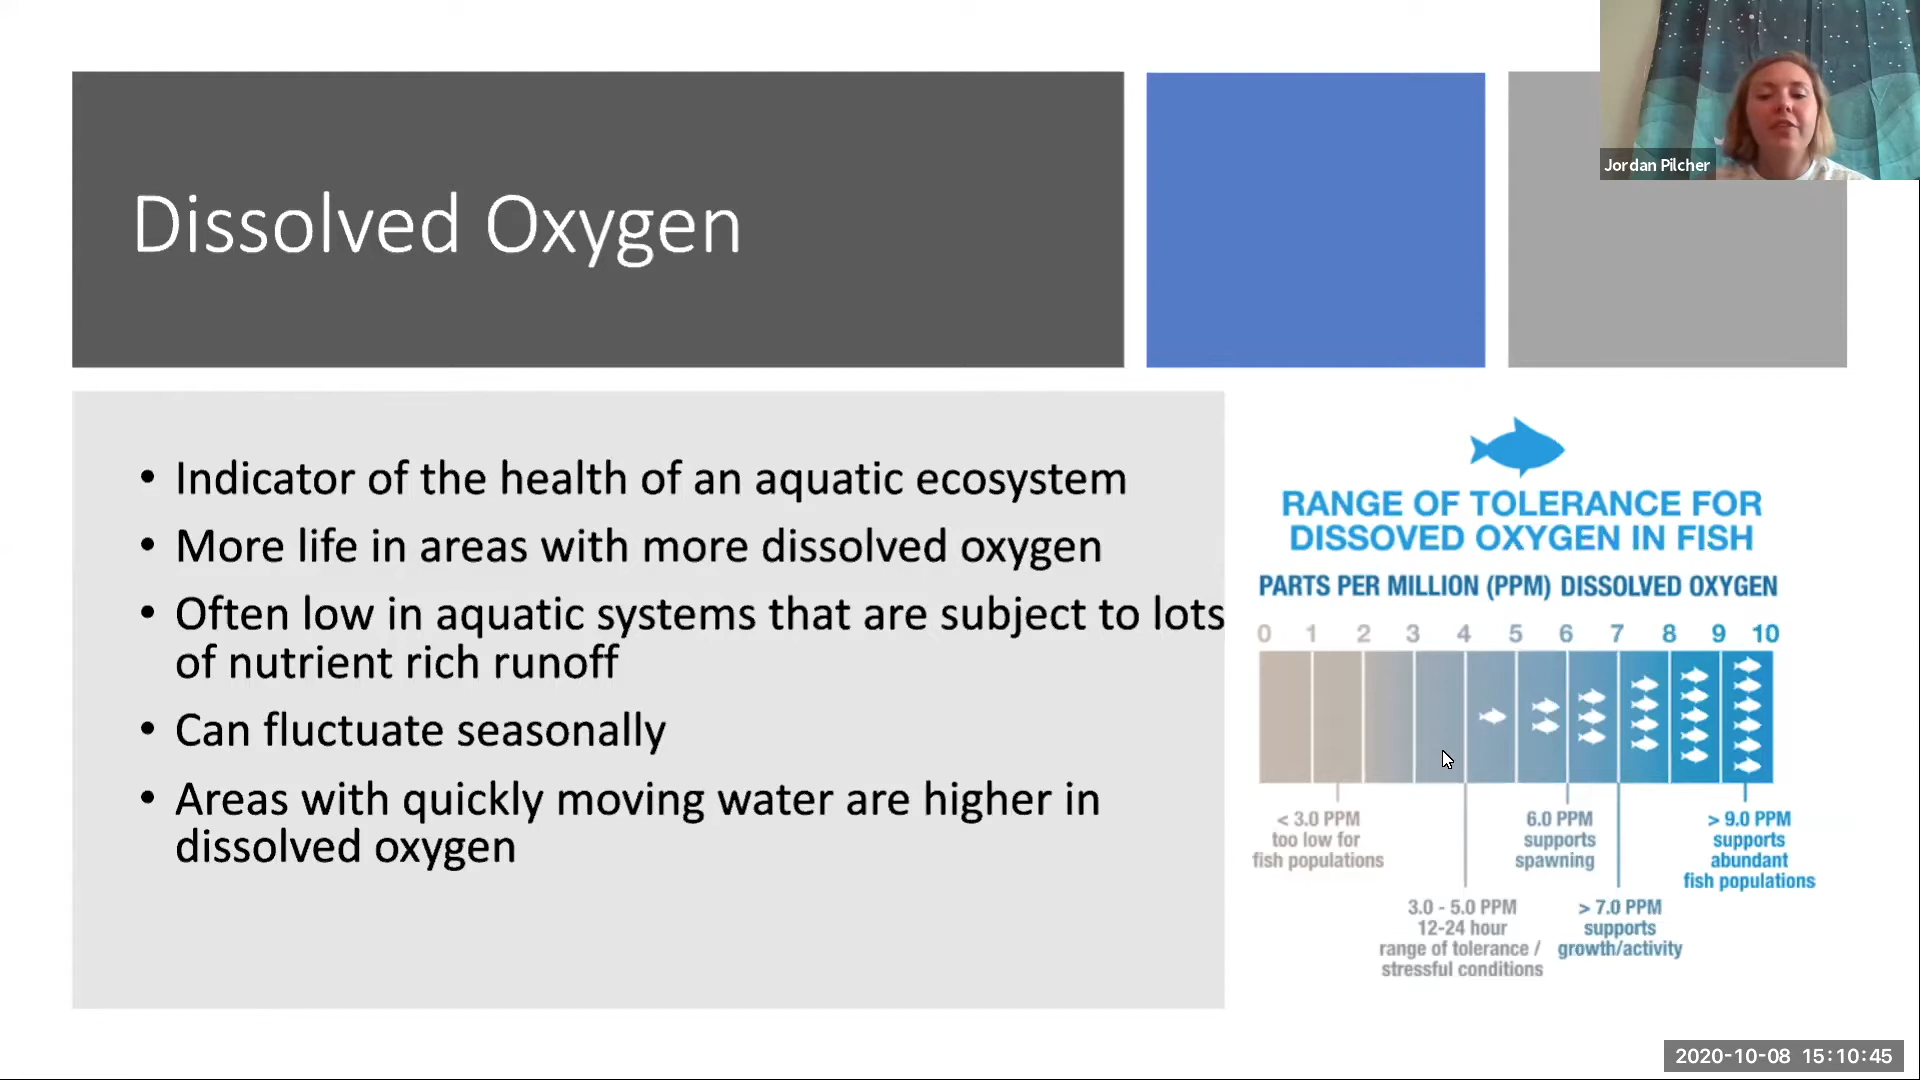 Jordan Pilcher
Dissolved Oxygen
• Indicator of the health of an aquatic ecosystem
• More life in areas with more dissolved oxygen
• Often low in aquatic systems that are subject to lots
of nutrient rich runoff
• Can fluctuate seasonally
• Areas with quickly moving water are higher in
dissolved oxygen
RANGE OF TOLERANCE FOR
DISSOVED OXYGEN IN FISH
PARTS PER MILLION (PPM) DISSOLVED OXYGEN
0 1 2 3 4 5 6 7 8 9 10
< 3.0 PPM
too low for
fish populations
3.0 - 5.0 PPM
12-24 hour
range of tolerance /
stressful conditions
6.0 PPM
supports
spawning
> 7.0 PPM
supports
growth/activity
> 9.0 PPM
supports
abundant
fish populations
2020-10-08 15:10:45